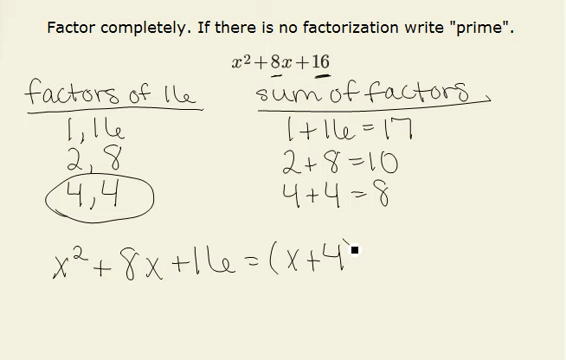 Factor completely. If there is no factorization write "prime".
x2+8x+16
factors of 16 sum of factors
1, 16 1+16=17
2, 8 2+8=10
4, 4 4+4=8
x²+8x+16=(x+4)